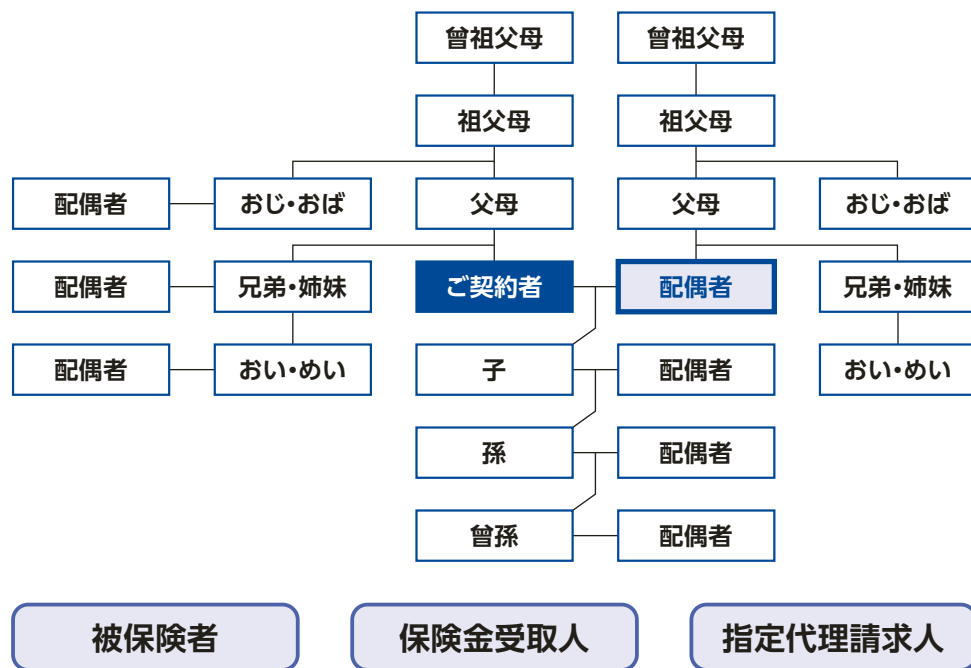 曾祖父母 曾祖父母
祖父母 祖父母
配偶者 おじ・おば 父母 父母 おじ・おば
配偶者 兄弟・姉妹 ご契約者 配偶者 兄弟・姉妹
配偶者 おい・めい 子 配偶者 おい・めい
孫 配偶者
曾孫 配偶者
被保険者 保険金受取人 指定代理請求人